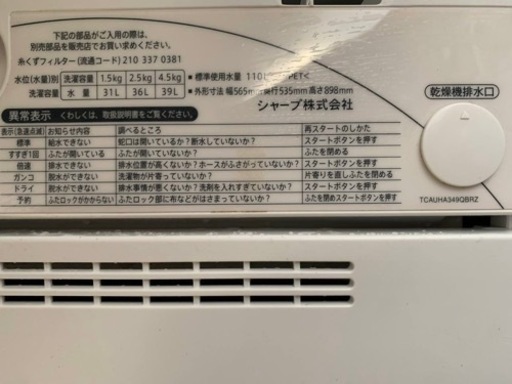 下記の部品がご入用の際は、
別売部品を販売店でお買い求めください。
糸くずフィルター(流通コード) 210 337 0381
水位(水量)別 洗濯容量 1.5kg 2.5kg 4.5kg
洗濯容量 水量 31L 36L 39L
■標準使用水量 110L >PET<
■外形寸法 幅565mm奥行535mm高さ898mm
シャープ株式会社
乾燥機排水口
異常表示 くわしくは、取扱説明書をご覧ください。
表示(急速点滅) お知らせ内容 調べるところ 再スタートのしかた
標準 給水できない 蛇口は開いているか?断水していないか? スタートボタンを押す
すすぎ1回 ふたが開いている ふたが開いていないか? ふたを閉める
倍速 排水できない 排水位置が高くないか?ホースがふさがっていないか? スタートボタンを押す
ガンコ 脱水ができない 洗濯物が片寄っていないか? 片寄りを直しふたを閉める
ドライ 脱水ができない 排水事情が悪くないか?洗剤を入れすぎていないか? スタートボタンを押す
予約 ふたロックがかからない ふたロック部に布などがはさまっていないか? ふたを閉めスタートボタンを押す
TCAUHA349QBRZ